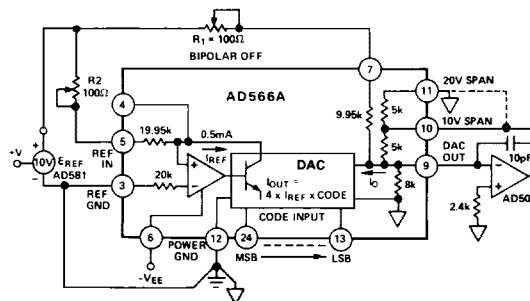 R1 = 100Ω
BIPOLAR OFF
R2
100Ω
AD566A
7
11
20V SPAN
4
9.95k
5k
10
10V SPAN
+V
+
10V
−
EREF
AD581
REF
IN
5
19.95k
0.5mA
IREF
5k
DAC
OUT
9
10pF
DAC
IOUT =
4 x IREF x CODE
IO
8k
REF
GND
3
20k
+
−
CODE INPUT
2.4k
−
+
6
POWER
GND
12
24
MSB
13
LSB
−VEE